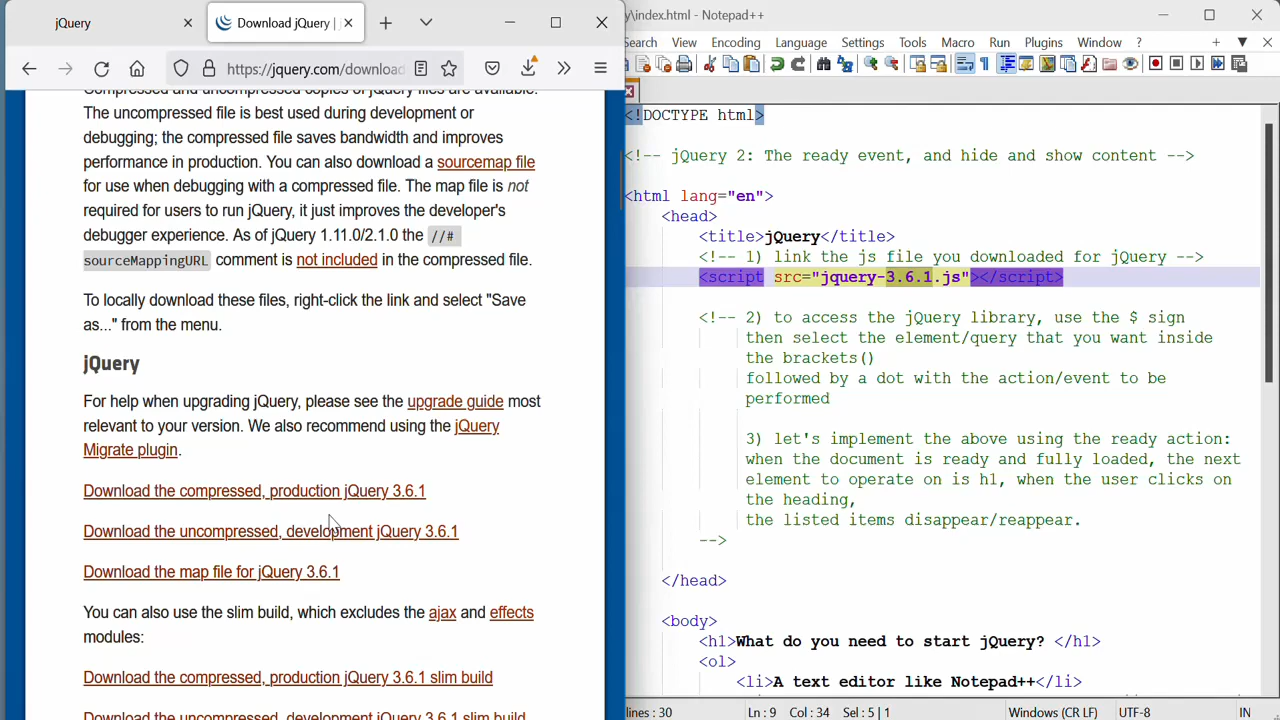 jQuery
Download jQuery |
https://jquery.com/download
Compressed and uncompressed copies of jQuery files are available.
The uncompressed file is best used during development or
debugging; the compressed file saves bandwidth and improves
performance in production. You can also download a sourcemap file
for use when debugging with a compressed file. The map file is not
required for users to run jQuery, it just improves the developer's
debugger experience. As of jQuery 1.11.0/2.1.0 the //#
sourceMappingURL comment is not included in the compressed file.
To locally download these files, right-click the link and select "Save
as..." from the menu.
jQuery
For help when upgrading jQuery, please see the upgrade guide most
relevant to your version. We also recommend using the jQuery
Migrate plugin.
Download the compressed, production jQuery 3.6.1
Download the uncompressed, development jQuery 3.6.1
Download the map file for jQuery 3.6.1
You can also use the slim build, which excludes the ajax and effects
modules:
Download the compressed, production jQuery 3.6.1 slim build
Download the uncompressed, development jQuery 3.6.1 slim build
y\index.html - Notepad++
Search View Encoding Language Settings Tools Macro Run Plugins Window ?
<!DOCTYPE html>
<!-- jQuery 2: The ready event, and hide and show content -->
<html lang="en">
<head>
<title>jQuery</title>
<!-- 1) link the js file you downloaded for jQuery -->
<script src="jquery-3.6.1.js"></script>
<!-- 2) to access the jQuery library, use the $ sign
then select the element/query that you want inside
the brackets()
followed by a dot with the action/event to be
performed
3) let's implement the above using the ready action:
when the document is ready and fully loaded, the next
element to operate on is h1, when the user clicks on
the heading,
the listed items disappear/reappear.
-->
</head>
<body>
<h1>What do you need to start jQuery? </h1>
<ol>
<li>A text editor like Notepad++</li>
lines : 30 Ln : 9 Col : 34 Sel : 5 | 1 Windows (CR LF) UTF-8 IN